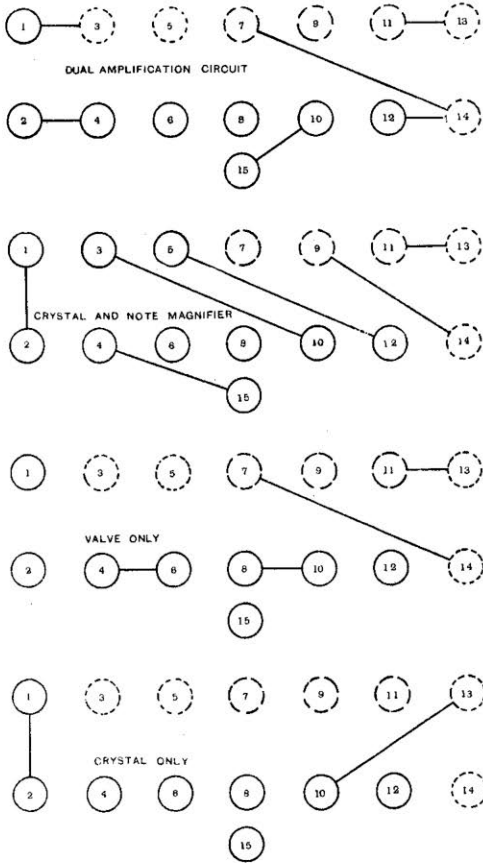 1 3 5 7 9 11 13
DUAL AMPLIFICATION CIRCUIT
2 4 6 8 10 12 14
15
1 3 5 7 9 11 13
CRYSTAL AND NOTE MAGNIFIER
2 4 6 8 10 12 14
15
1 3 5 7 9 11 13
VALVE ONLY
2 4 6 8 10 12 14
15
1 3 5 7 9 11 13
CRYSTAL ONLY
2 4 6 8 10 12 14
15